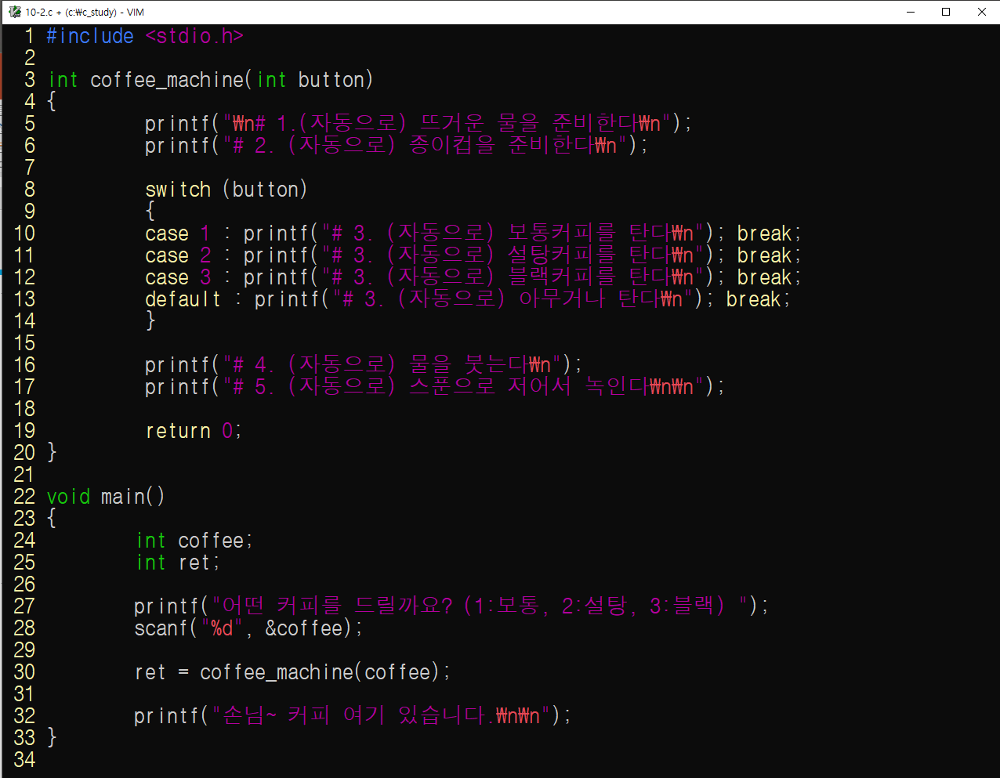 10-2.c + (c:₩c_study) - VIM
1 #include <stdio.h>
2
3 int coffee_machine(int button)
4 {
5 printf("₩n# 1.(자동으로) 뜨거운 물을 준비한다₩n");
6 printf("# 2. (자동으로) 종이컵을 준비한다₩n");
7
8 switch (button)
9 {
10 case 1 : printf("# 3. (자동으로) 보통커피를 탄다₩n"); break;
11 case 2 : printf("# 3. (자동으로) 설탕커피를 탄다₩n"); break;
12 case 3 : printf("# 3. (자동으로) 블랙커피를 탄다₩n"); break;
13 default : printf("# 3. (자동으로) 아무거나 탄다₩n"); break;
14 }
15
16 printf("# 4. (자동으로) 물을 붓는다₩n");
17 printf("# 5. (자동으로) 스푼으로 저어서 녹인다₩n₩n");
18
19 return 0;
20 }
21
22 void main()
23 {
24 int coffee;
25 int ret;
26
27 printf("어떤 커피를 드릴까요? (1:보통, 2:설탕, 3:블랙) ");
28 scanf("%d", &coffee);
29
30 ret = coffee_machine(coffee);
31
32 printf("손님~ 커피 여기 있습니다.₩n₩n");
33 }
34